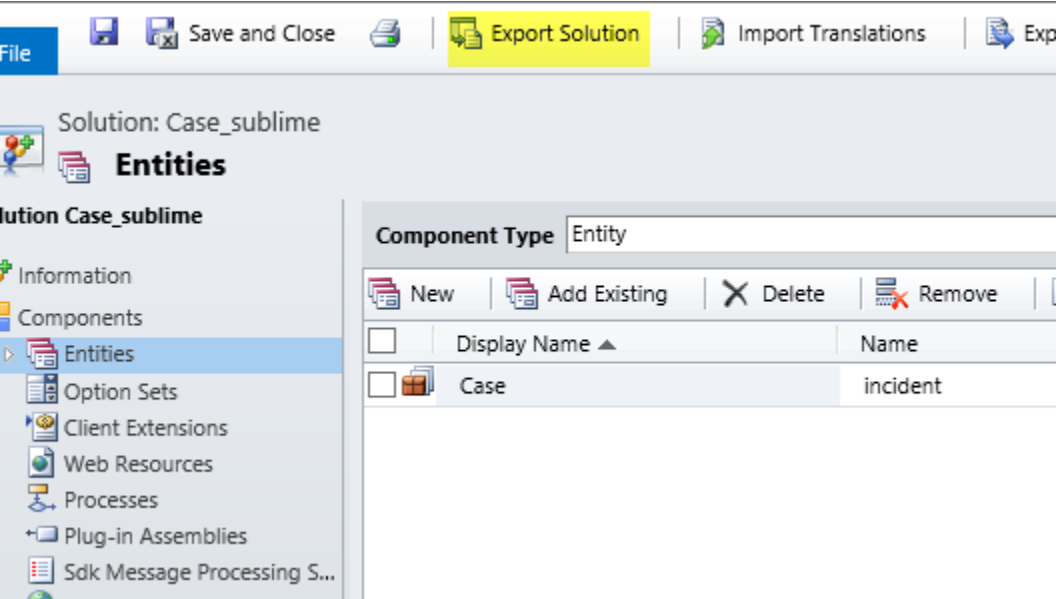 File Save and Close Export Solution Import Translations Exp
Solution: Case_sublime
Entities
lution Case_sublime
Component Type Entity
Information
New Add Existing Delete Remove
Components
Display Name Name
Entities
Case incident
Option Sets
Client Extensions
Web Resources
Processes
Plug-in Assemblies
Sdk Message Processing S...